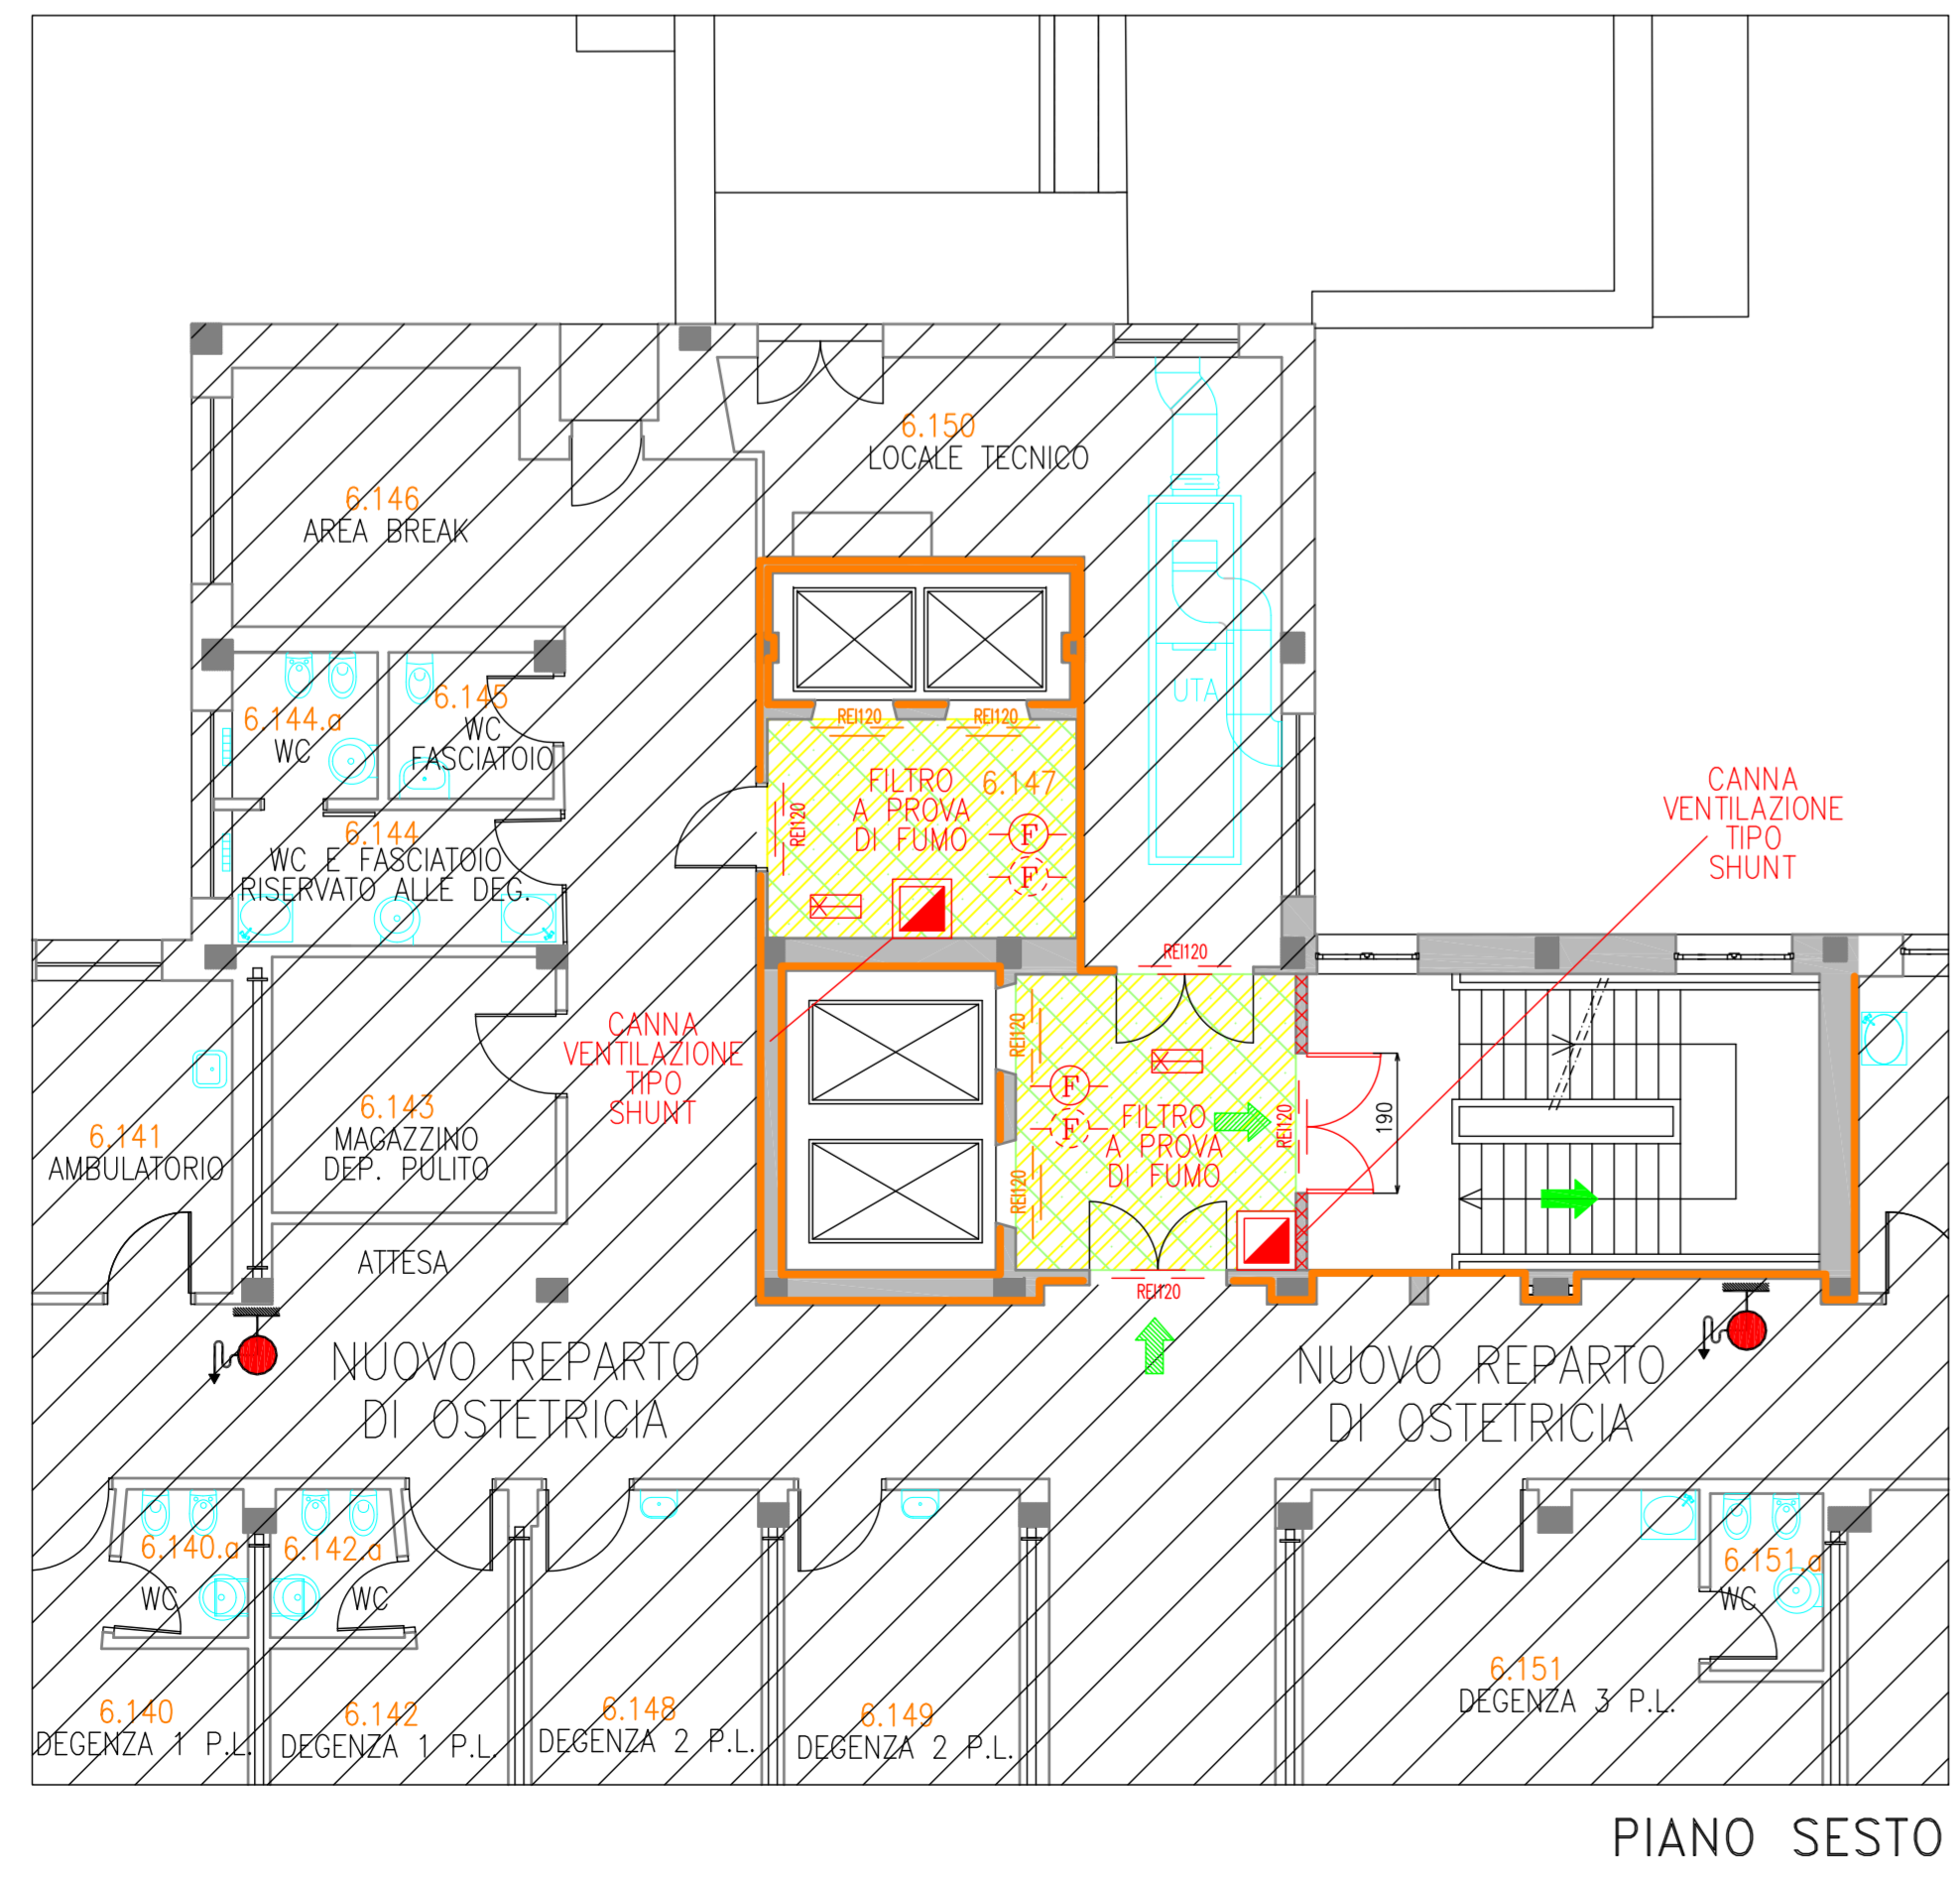 6.150
LOCALE TECNICO
6.146
AREA BREAK
UTA
6.144.a
WC
6.145
WC
FASCIATOIO
REI120
REI120
FILTRO
A PROVA
DI FUMO
6.147
REI120
F
F
CANNA
VENTILAZIONE
TIPO
SHUNT
6.144
WC E FASCIATOIO
RISERVATO ALLE DEG.
REI120
CANNA
VENTILAZIONE
TIPO
SHUNT
REI120
REI120
F
F
FILTRO
A PROVA
DI FUMO
REI120
190
6.143
MAGAZZINO
DEP. PULITO
6.141
AMBULATORIO
ATTESA
REI120
NUOVO REPARTO
DI OSTETRICIA
NUOVO REPARTO
DI OSTETRICIA
6.140.a
WC
6.142.a
WC
6.151.a
WC
6.140
DEGENZA 1 P.L.
6.142
DEGENZA 1 P.L.
6.148
DEGENZA 2 P.L.
6.149
DEGENZA 2 P.L.
6.151
DEGENZA 3 P.L.
PIANO SESTO